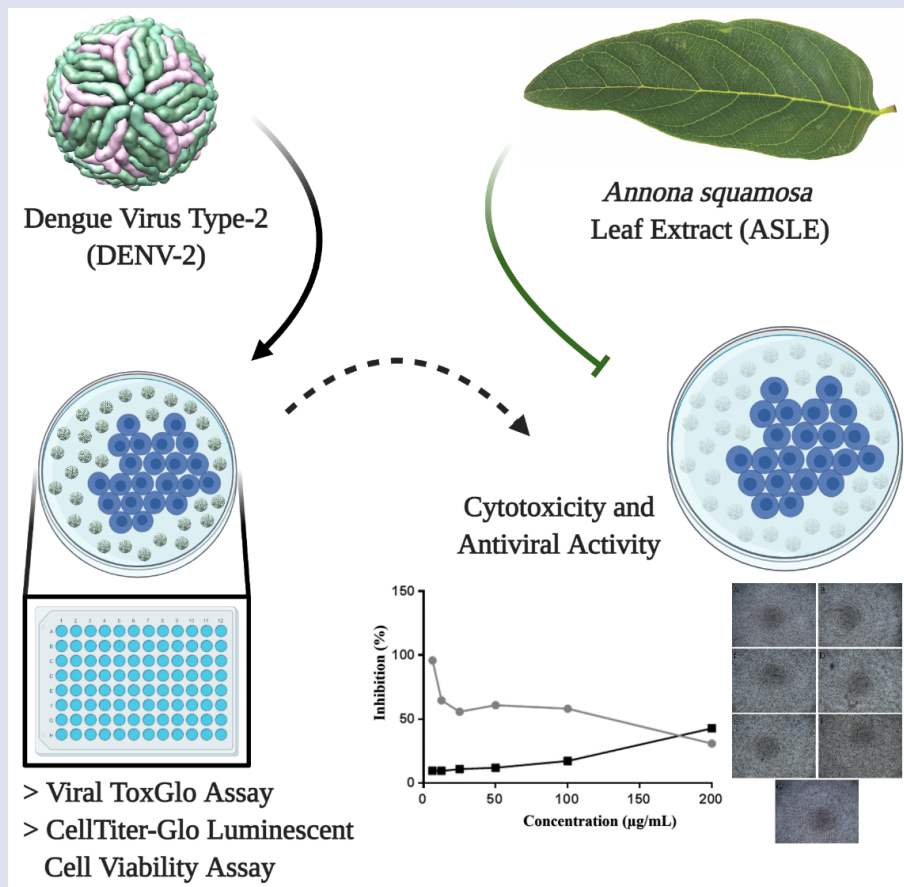 Dengue Virus Type-2
(DENV-2)
Annona squamosa
Leaf Extract (ASLE)
Cytotoxicity and
Antiviral Activity
1 2 3 4 5 6 7 8 9 10 11 12
A
B
C
D
E
F
G
H
> Viral ToxGlo Assay
> CellTiter-Glo Luminescent
Cell Viability Assay
Inhibition (%)
150
100
50
0
0 50 100 150 200
Concentration (µg/mL)
A
B
C
D